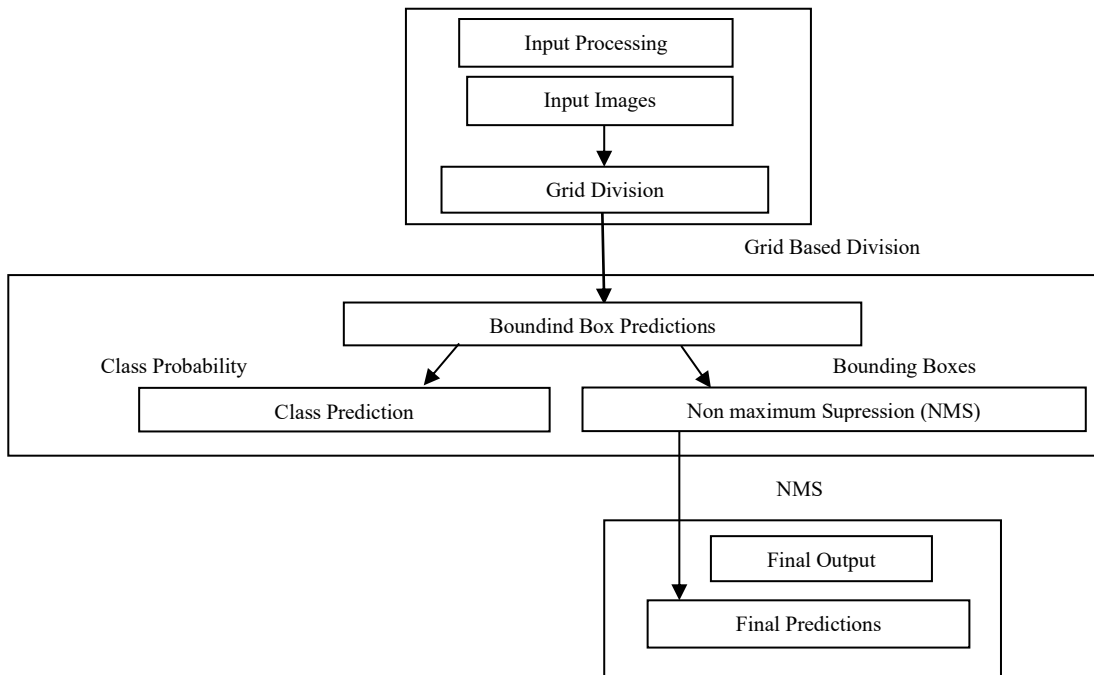 Input Processing
Input Images
Grid Division
Grid Based Division
Boundind Box Predictions
Class Probability
Bounding Boxes
Class Prediction
Non maximum Supression (NMS)
NMS
Final Output
Final Predictions